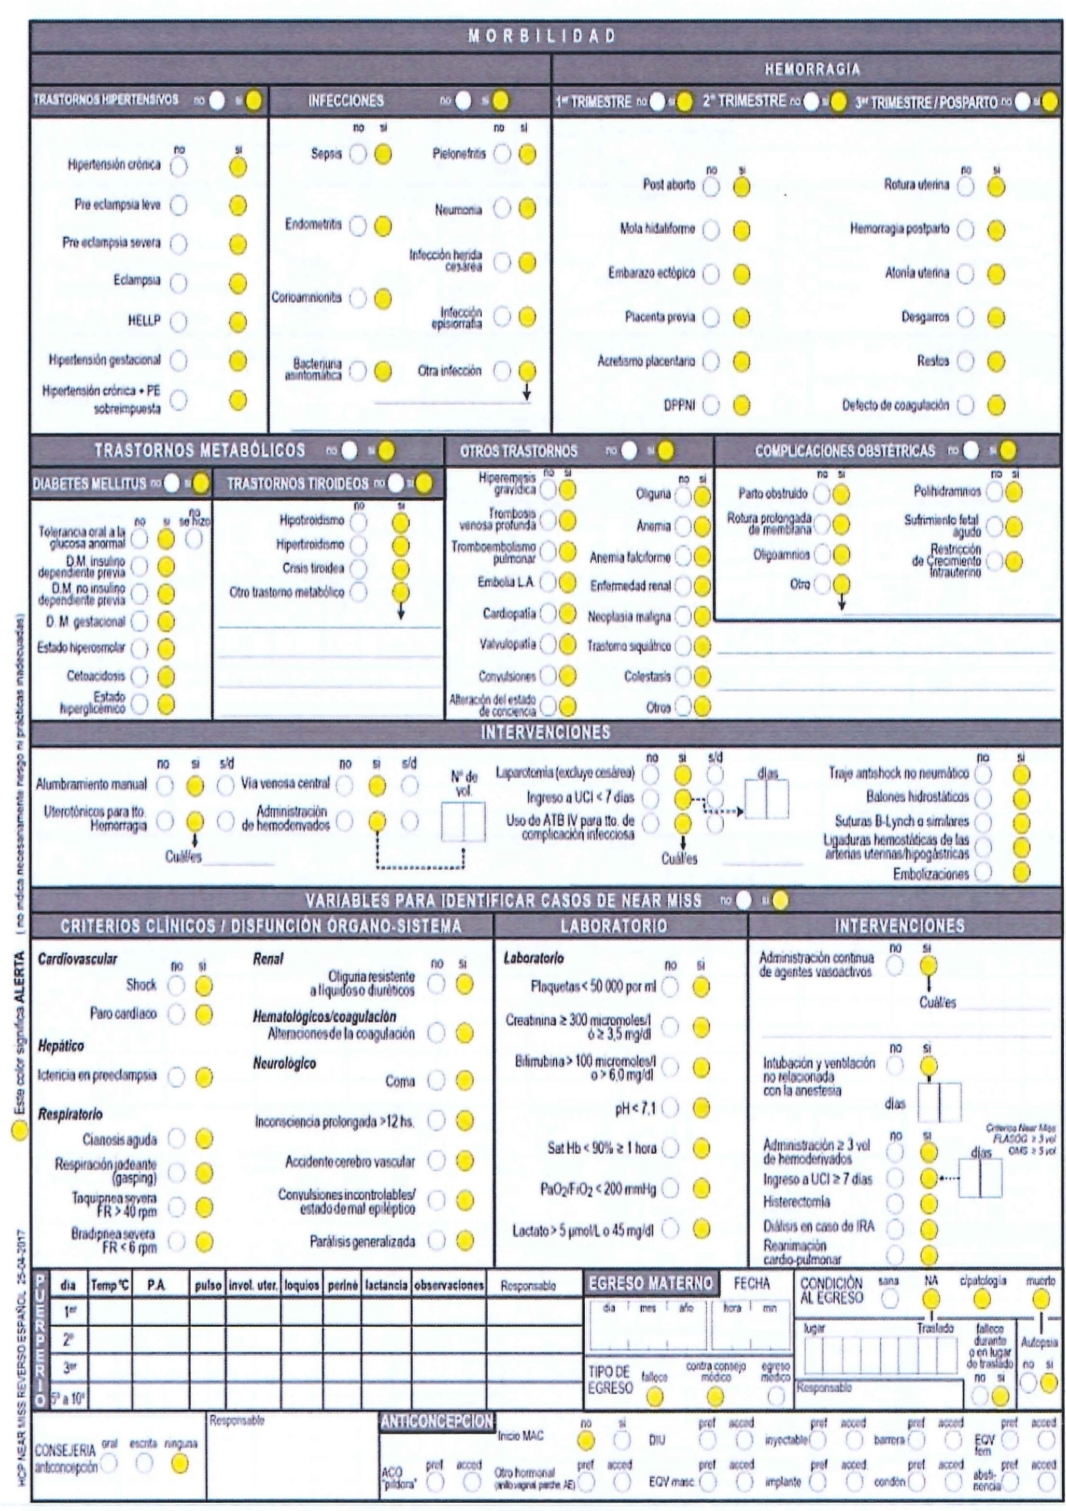 MORBILIDAD
HEMORRAGIA
TRASTORNOS HIPERTENSIVOS no si
INFECCIONES no si
1er TRIMESTRE no si 2º TRIMESTRE no si 3er TRIMESTRE / POSPARTO no si
no si
Hipertensión crónica
Pre eclampsia leve
Pre eclampsia severa
Eclampsia
HELLP
Hipertensión gestacional
Hipertensión crónica + PE
sobreimpuesta
no si
Sepsis
Endometritis
Corioamnionitis
Bacteriuria
asintomática
no si
Pielonefritis
Neumonia
Infección herida
cesárea
Infección
episiorrafia
Otra infección
no si
Post aborto
Mola hidatiforme
Embarazo ectópico
Placenta previa
Acretismo placentario
DPPNI
no si
Rotura uterina
Hemorragia postparto
Atonía uterina
Desgarros
Restos
Defecto de coagulación
TRASTORNOS METABÓLICOS no si
DIABETES MELLITUS no si
no si no
se hizo
Tolerancia oral a la
glucosa anormal
D.M. insulino
dependiente previa
D.M. no insulino
dependiente previa
D. M. gestacional
Estado hiperosmolar
Cetoacidosis
Estado
hiperglicémico
TRASTORNOS TIROIDEOS no si
no si
Hipotiroidismo
Hipertiroidismo
Crisis tiroidea
Otro trastorno metabólico
OTROS TRASTORNOS no si
no si
Hiperemesis
gravídica
Trombosis
venosa profunda
Tromboembolismo
pulmonar
Embolia L.A.
Cardiopatía
Valvulopatía
Convulsiones
Alteración del estado
de conciencia
no si
Oliguria
Anemia
Anemia falciforme
Enfermedad renal
Neoplasia maligna
Trastorno siquiátrico
Colestasis
Otros
COMPLICACIONES OBSTÉTRICAS no si
no si
Parto obstruido
Rotura prolongada
de membrana
Oligoamnios
Otro
no si
Polihidramnios
Sufrimiento fetal
agudo
Restricción
de Crecimiento
Intrauterino
INTERVENCIONES
no si s/d
Alumbramiento manual
Uterotónicos para tto.
Hemorragia
Cuál/es
no si s/d
Via venosa central
Administración
de hemoderivados
Nº de
vol.
no si s/d
Laparotomía (excluye cesárea)
Ingreso a UCI < 7 dias
dias
Uso de ATB IV para tto. de
complicación infecciosa
Cuál/es
no si
Traje antishock no neumático
Balones hidrostáticos
Suturas B-Lynch o similares
Ligaduras hemostáticas de las
arterias uterinas/hipogástricas
Embolizaciones
VARIABLES PARA IDENTIFICAR CASOS DE NEAR MISS no si
CRITERIOS CLÍNICOS / DISFUNCIÓN ÓRGANO-SISTEMA
Cardiovascular no si
Shock
Paro cardíaco
Hepático
Ictericia en preeclampsia
Respiratorio
Cianosis aguda
Respiración jadeante
(gasping)
Taquipnea severa
FR > 40 rpm
Bradipnea severa
FR < 6 rpm
Renal no si
Oliguria resistente
a liquidos o diuréticos
Hematológicos/coagulación
Alteraciones de la coagulación
Neurológico
Coma
Inconsciencia prolongada >12 hs.
Accidente cerebro vascular
Convulsiones incontrolables/
estado de mal epiléptico
Parálisis generalizada
LABORATORIO
Laboratorio no si
Plaquetas < 50 000 por ml
Creatinina ≥ 300 micromoles/l
ó ≥ 3,5 mg/dl
Bilirrubina > 100 micromoles/l
o > 6,0 mg/dl
pH < 7,1
Sat Hb < 90% ≥ 1 hora
PaO2/FiO2 < 200 mmHg
Lactato > 5 µmol/L o 45 mg/dl
INTERVENCIONES
no si
Administración continua
de agentes vasoactivos
Cuál/es
no si
Intubación y ventilación
no relacionada
con la anestesia
dias
Criterios Near Miss
FLASOG ≥ 3 vol
OMS ≥ 5 vol
no si
Administración ≥ 3 vol
de hemoderivados
dias
Ingreso a UCI ≥ 7 dias
Histerectomía
Diálisis en caso de IRA
Reanimación
cardio-pulmonar
Este color significa ALERTA ( no indica necesariamente riesgo ni prácticas inadecuadas)
HCP NEAR MISS REVERSO ESPAÑOL 25-04-2017
PUERPERIO
dia Temp ºC P.A. pulso invol. uter. loquios periné lactancia observaciones Responsable
1er
2º
3er
5º a 10º
EGRESO MATERNO FECHA
dia mes año hora min
TIPO DE
EGRESO
fallece
contra consejo
médico
egreso
médico
CONDICIÓN
AL EGRESO
sana NA c/patología muerto
lugar Traslado
fallece
durante
o en lugar
de traslado
no si
Autopsia
no si
Responsable
CONSEJERIA
anticoncepción
oral escrita ninguna
Responsable
ANTICONCEPCION
Inicio MAC no si
DIU pref acced
inyectable pref acced
barrera pref acced
EQV
fem pref acced
ACO
"pildora" pref acced
Otro hormonal
(anillo vaginal parche AE) pref acced
EQV masc pref acced
implante pref acced
condón pref acced
absti-
nencia pref acced